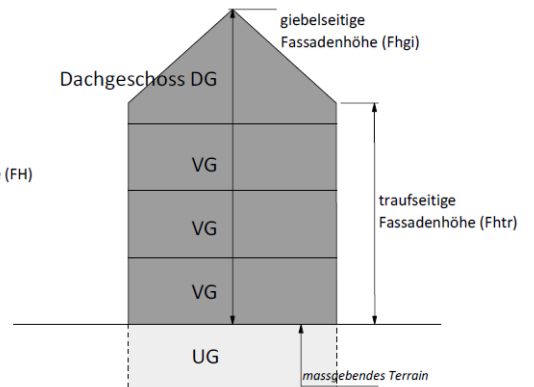 giebelseitige
Fassadenhöhe (Fhgi)
Dachgeschoss DG
(FH)
VG
traufseitige
Fassadenhöhe (Fhtr)
VG
VG
UG
massgebendes Terrain